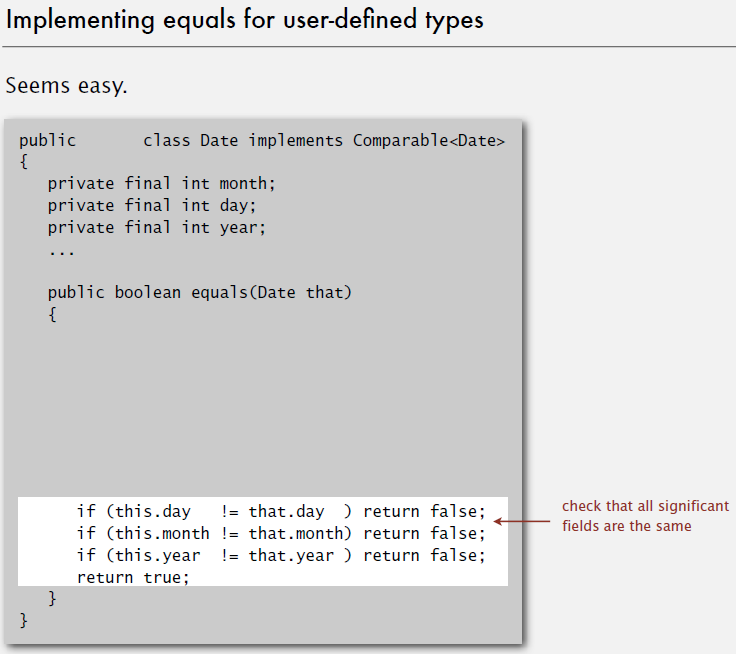 Implementing equals for user-defined types
Seems easy.
public       class Date implements Comparable<Date>
{
   private final int month;
   private final int day;
   private final int year;
   ...
   public boolean equals(Date that)
   {
      if (this.day   != that.day  ) return false;
      if (this.month != that.month) return false;
      if (this.year  != that.year ) return false;
      return true;
   }
}
check that all significant
fields are the same